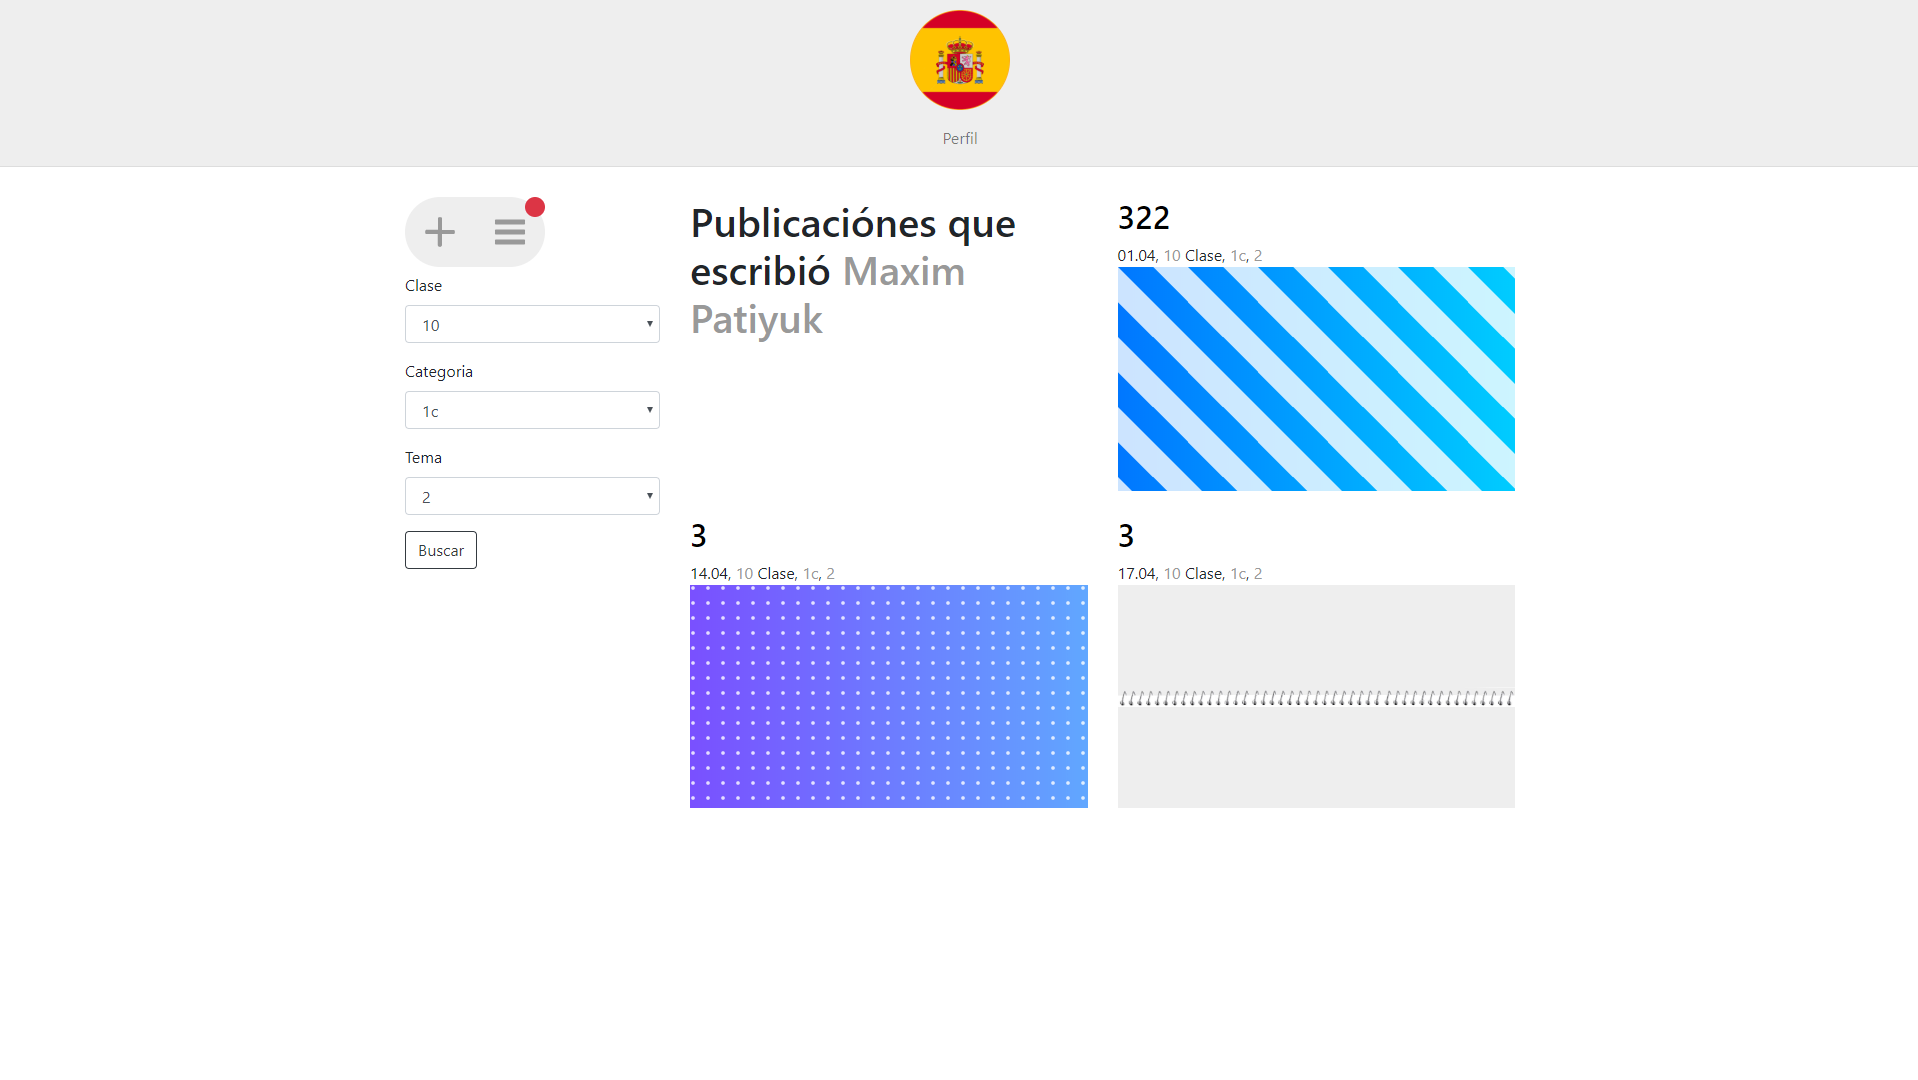 Perfil
Clase
10
Categoria
1c
Tema
2
Buscar
Publicaciónes que
escribió Maxim
Patiyuk
322
01.04, 10 Clase, 1c, 2
3
14.04, 10 Clase, 1c, 2
3
17.04, 10 Clase, 1c, 2